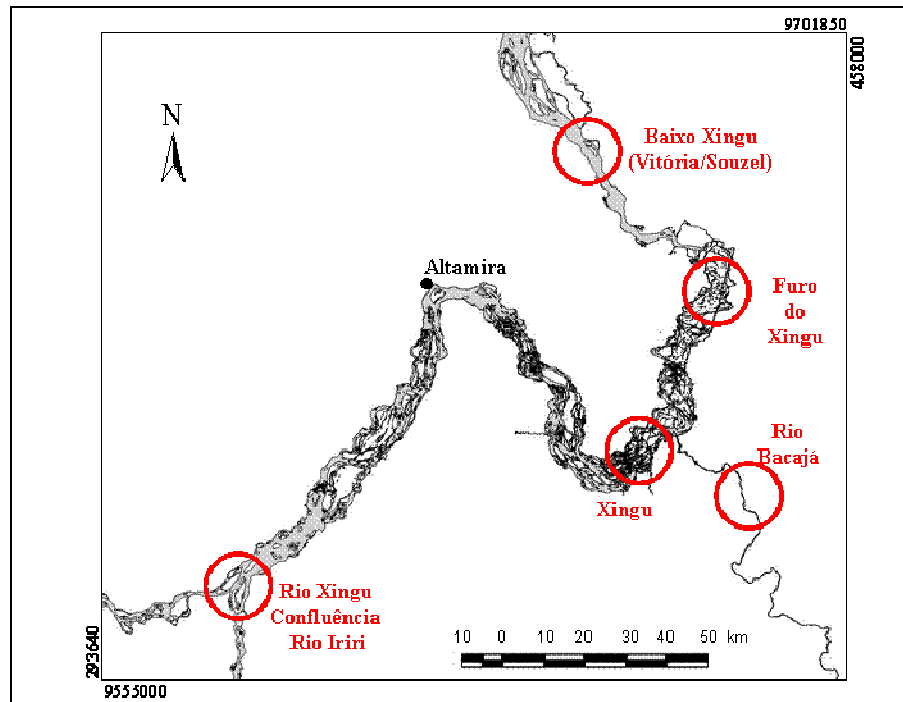 9701850
458000
N
Baixo Xingu
(Vitória/Souzel)
Altamira
Furo
do
Xingu
Rio
Bacajá
Xingu
Rio Xingu
Confluência
Rio Iriri
10 0 10 20 30 40 50 km
293640
9555000